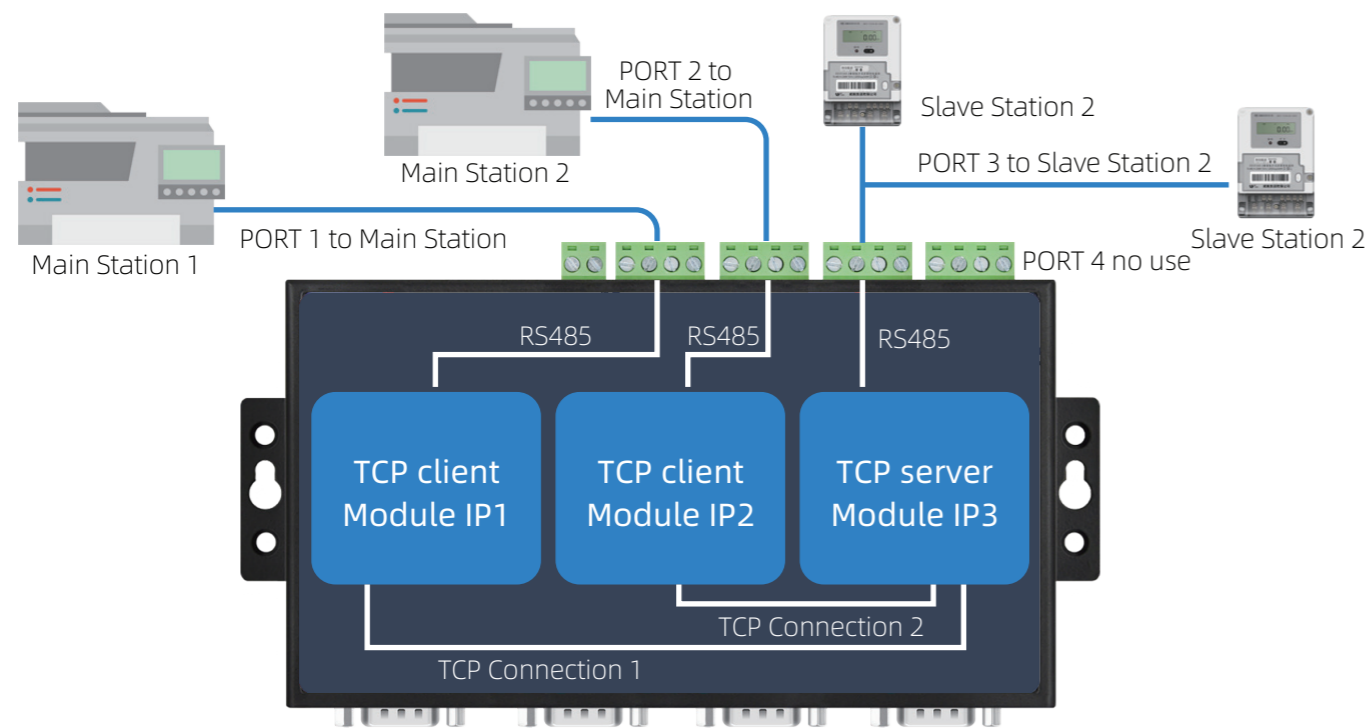 PORT 2 to
Main Station
Main Station 2
Slave Station 2
PORT 3 to Slave Station 2
Slave Station 2
PORT 1 to Main Station
Main Station 1
PORT 4 no use
RS485
RS485
RS485
TCP client
Module IP1
TCP client
Module IP2
TCP server
Module IP3
TCP Connection 2
TCP Connection 1